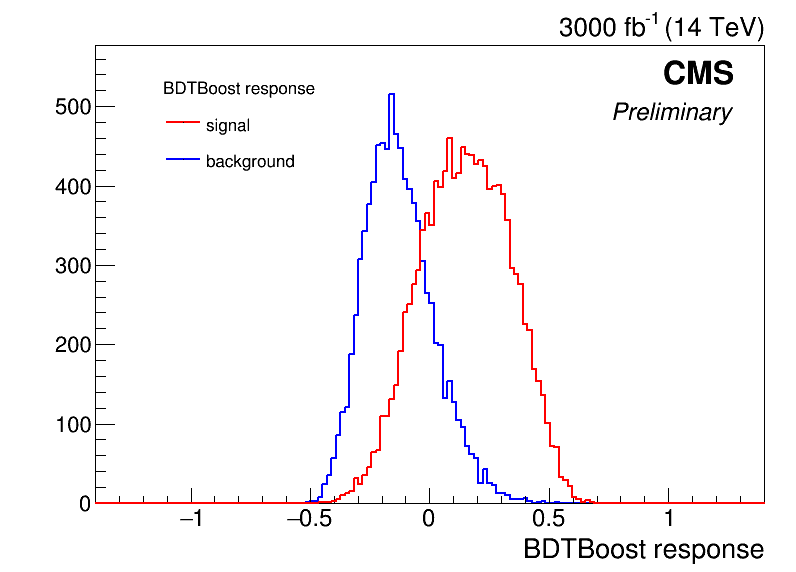 3000 fb⁻¹ (14 TeV)
CMS
Preliminary
BDTBoost response
signal
background
500
400
300
200
100
0
−1
−0.5
0
0.5
1
BDTBoost response